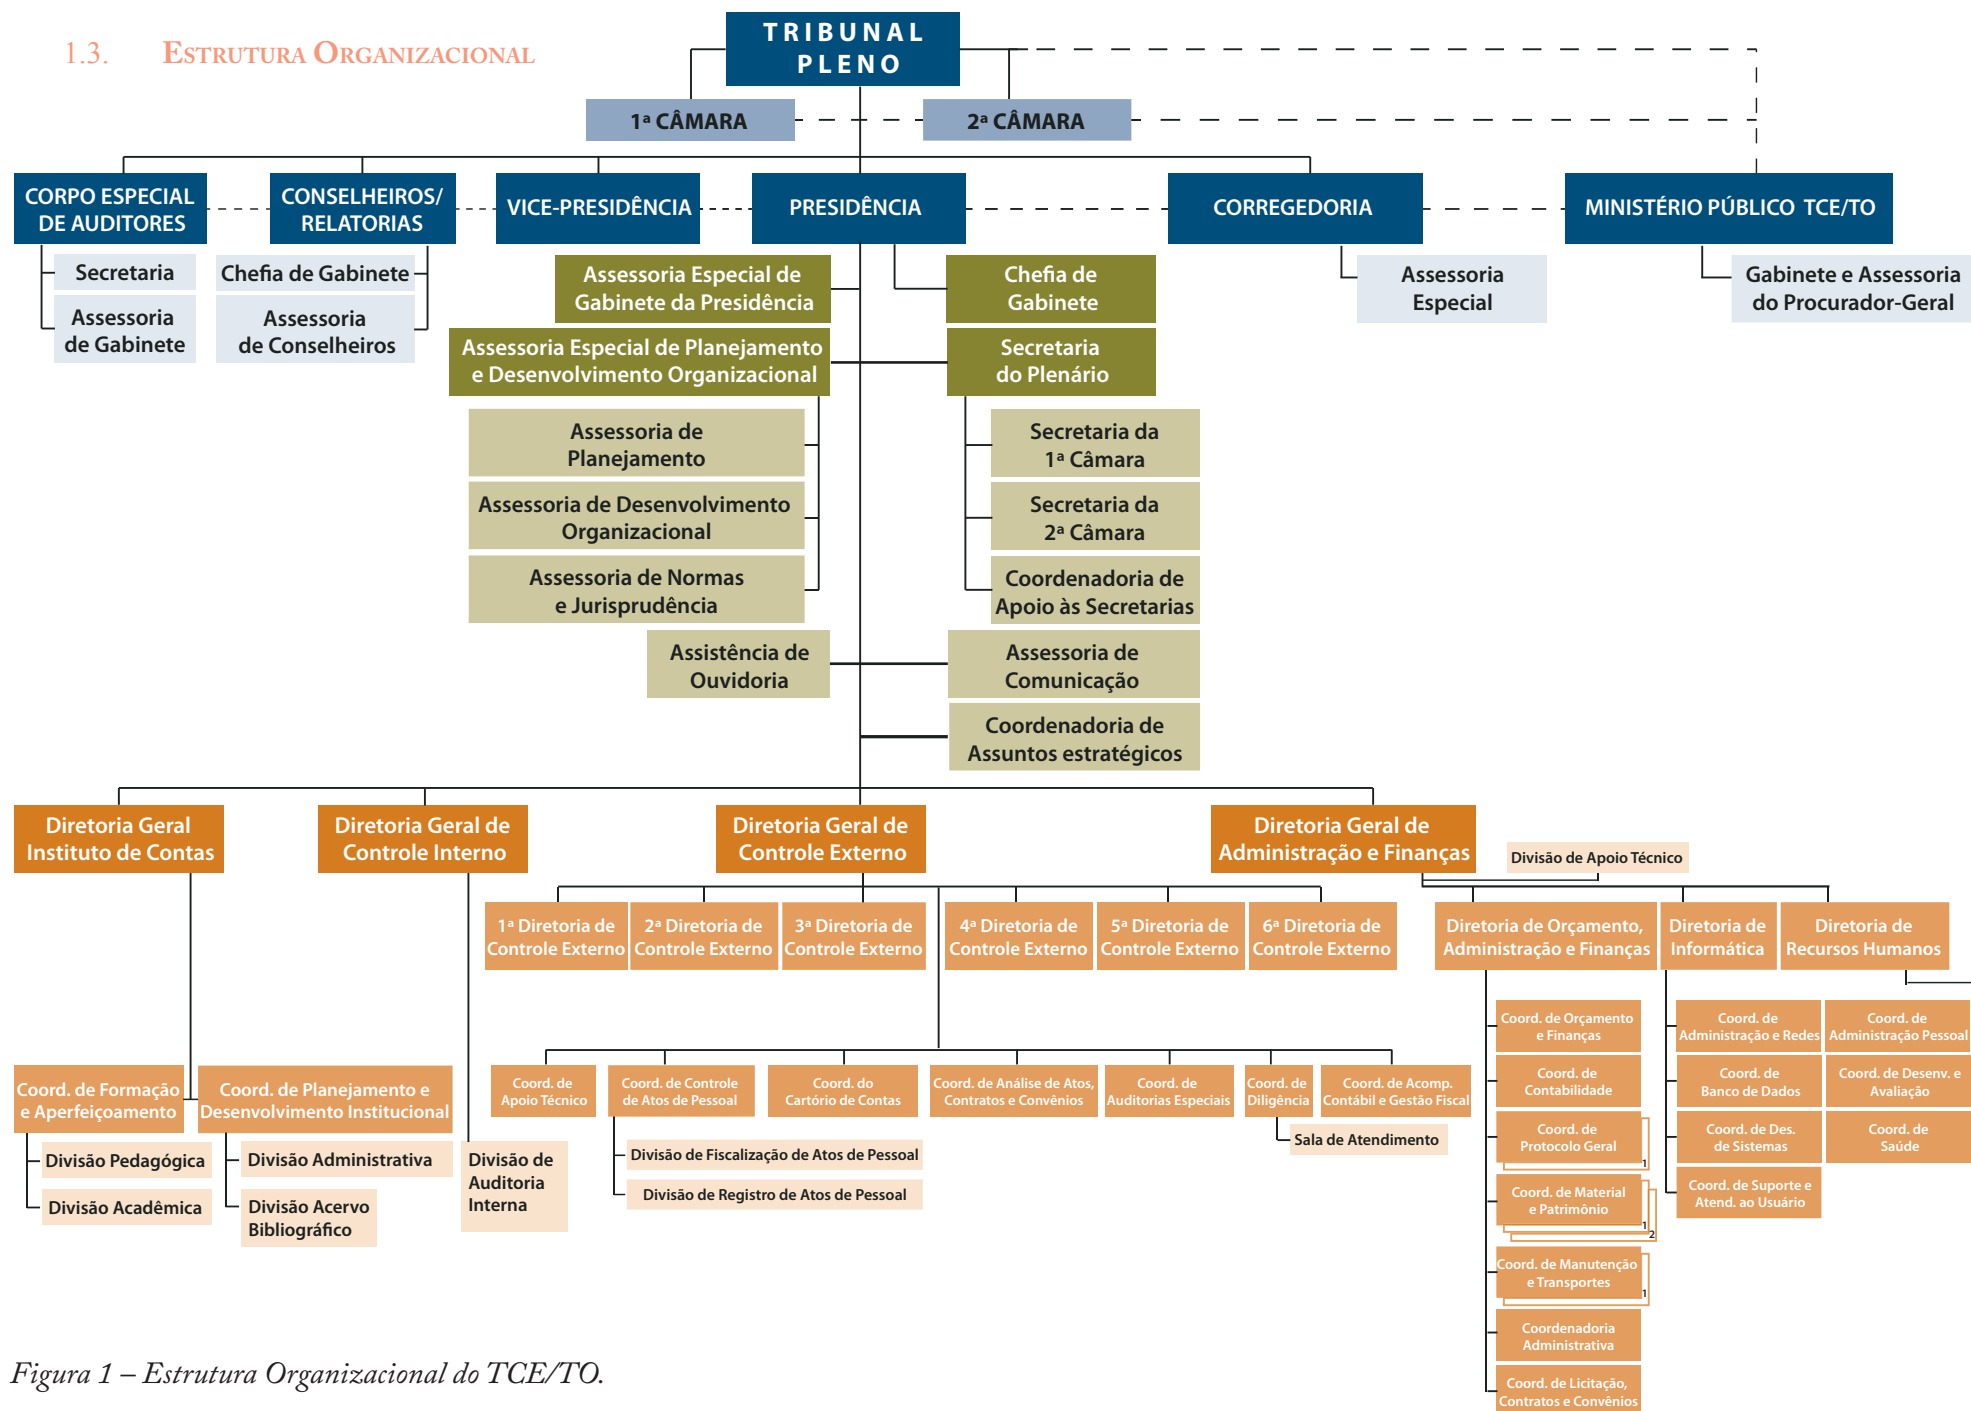 1.3. Estrutura Organizacional
TRIBUNAL
PLENO
1ª CÂMARA
2ª CÂMARA
CORPO ESPECIAL
DE AUDITORES
CONSELHEIROS/
RELATORIAS
VICE-PRESIDÊNCIA
PRESIDÊNCIA
CORREGEDORIA
MINISTÉRIO PÚBLICO TCE/TO
Secretaria
Assessoria
de Gabinete
Chefia de Gabinete
Assessoria
de Conselheiros
Assessoria Especial de
Gabinete da Presidência
Chefia de
Gabinete
Assessoria
Especial
Gabinete e Assessoria
do Procurador-Geral
Assessoria Especial de Planejamento
e Desenvolvimento Organizacional
Secretaria
do Plenário
Assessoria de
Planejamento
Assessoria de Desenvolvimento
Organizacional
Assessoria de Normas
e Jurisprudência
Secretaria da
1ª Câmara
Secretaria da
2ª Câmara
Coordenadoria de
Apoio às Secretarias
Assistência de
Ouvidoria
Assessoria de
Comunicação
Coordenadoria de
Assuntos estratégicos
Diretoria Geral
Instituto de Contas
Diretoria Geral de
Controle Interno
Diretoria Geral de
Controle Externo
Diretoria Geral de
Administração e Finanças
Divisão de Apoio Técnico
1ª Diretoria de
Controle Externo
2ª Diretoria de
Controle Externo
3ª Diretoria de
Controle Externo
4ª Diretoria de
Controle Externo
5ª Diretoria de
Controle Externo
6ª Diretoria de
Controle Externo
Diretoria de Orçamento,
Administração e Finanças
Diretoria de
Informática
Diretoria de
Recursos Humanos
Coord. de Formação
e Aperfeiçoamento
Coord. de Planejamento e
Desenvolvimento Institucional
Divisão Pedagógica
Divisão Acadêmica
Divisão Administrativa
Divisão Acervo
Bibliográfico
Divisão de
Auditoria
Interna
Coord. de
Apoio Técnico
Coord. de Controle
de Atos de Pessoal
Coord. do
Cartório de Contas
Coord. de Análise de Atos,
Contratos e Convênios
Coord. de
Auditorias Especiais
Coord. de
Diligência
Coord. de Acomp.
Contábil e Gestão Fiscal
Divisão de Fiscalização de Atos de Pessoal
Divisão de Registro de Atos de Pessoal
Sala de Atendimento
Coord. de Orçamento
e Finanças
Coord. de
Contabilidade
Coord. de
Protocolo Geral
1
Coord. de Material
e Patrimônio
1
2
Coord. de Manutenção
e Transportes
1
Coordenadoria
Administrativa
Coord. de Licitação,
Contratos e Convênios
Coord. de
Administração e Redes
Coord. de
Banco de Dados
Coord. de Des.
de Sistemas
Coord. de Suporte e
Atend. ao Usuário
Coord. de
Administração Pessoal
Coord. de Desenv. e
Avaliação
Coord. de
Saúde
Figura 1 – Estrutura Organizacional do TCE/TO.